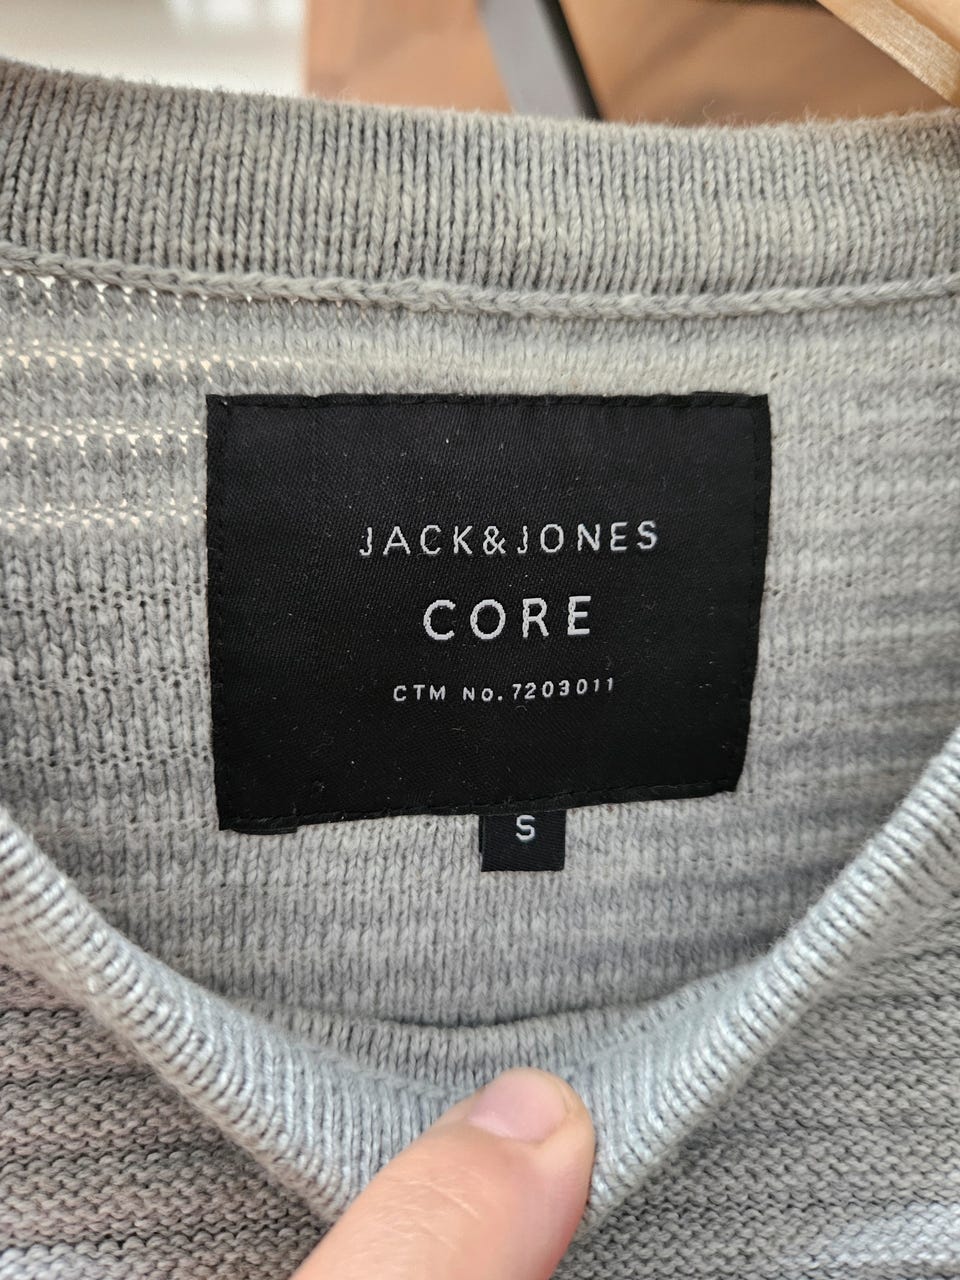 JACK&JONES
CORE
CTM No. 7203011
S